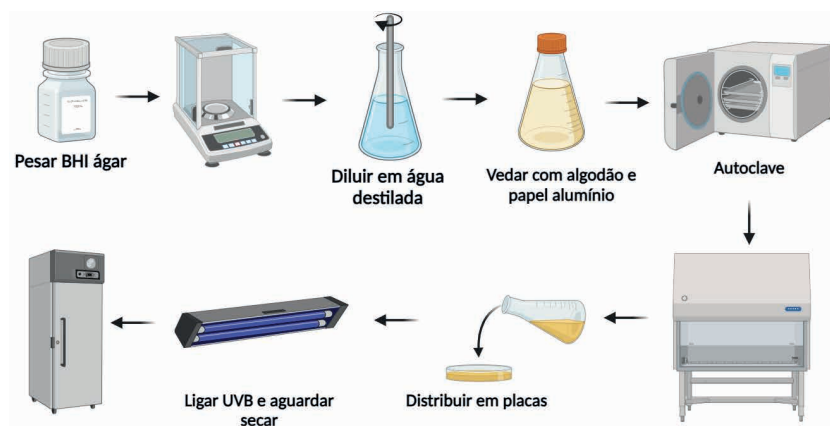 Pesar BHI ágar
Diluir em água
destilada
Vedar com algodão e
papel alumínio
Autoclave
Ligar UVB e aguardar
secar
Distribuir em placas